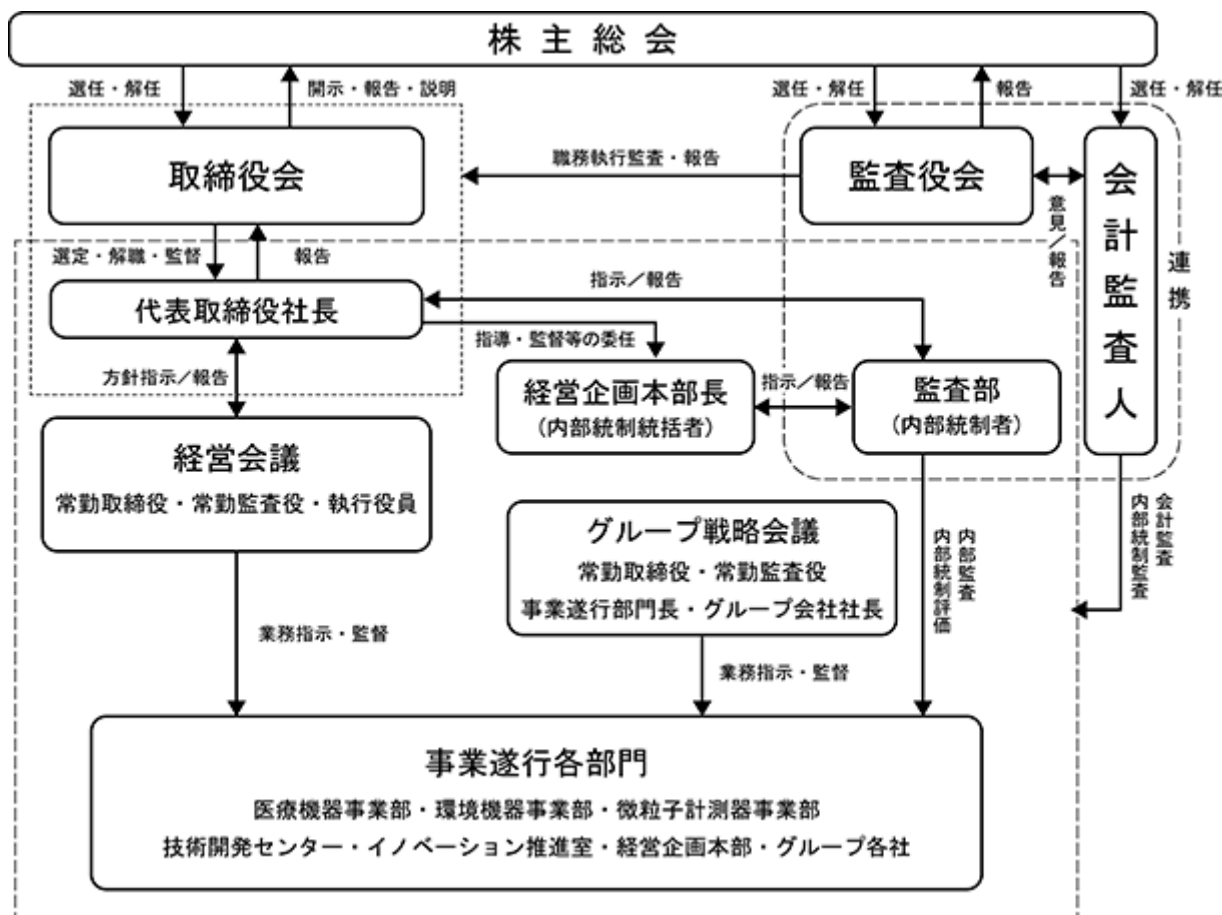 株主総会
選任・解任
開示・報告・説明
選任・解任
報告
選任・解任
取締役会
職務執行監査・報告
監査役会
会計監査人
意見／報告
連携
選定・解職・監督
報告
代表取締役社長
指示／報告
指導・監督等の委任
方針指示／報告
経営企画本部長
（内部統制統括者）
指示／報告
監査部
（内部統制者）
経営会議
常勤取締役・常勤監査役・執行役員
グループ戦略会議
常勤取締役・常勤監査役
事業遂行部門長・グループ会社社長
内部監査
内部統制評価
会計監査
内部統制監査
業務指示・監督
業務指示・監督
事業遂行各部門
医療機器事業部・環境機器事業部・微粒子計測器事業部
技術開発センター・イノベーション推進室・経営企画本部・グループ各社